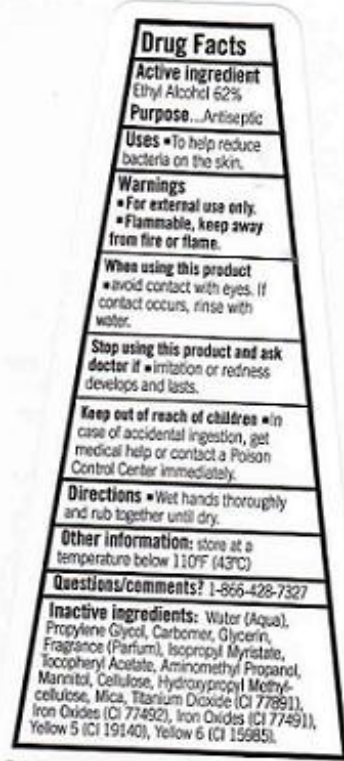 Drug Facts
Active ingredient
Ethyl Alcohol 62%
Purpose...Antiseptic
Uses ▪To help reduce
bacteria on the skin.
Warnings
▪For external use only.
▪Flammable, keep away
from fire or flame.
When using this product
▪avoid contact with eyes. If
contact occurs, rinse with
water.
Stop using this product and ask
doctor if ▪irritation or redness
develops and lasts.
Keep out of reach of children ▪In
case of accidental ingestion, get
medical help or contact a Poison
Control Center immediately.
Directions ▪Wet hands thoroughly
and rub together until dry.
Other information: store at a
temperature below 110ºF (43ºC)
Questions/comments? 1-866-428-7327
Inactive ingredients: Water (Aqua),
Propylene Glycol, Carbomer, Glycerin,
Fragrance (Parfum), Isopropyl Myristate,
Tocopheryl Acetate, Aminomethyl Propanol,
Mannitol, Cellulose, Hydroxypropyl Methyl-
cellulose, Mica, Titanium Dioxide (CI 77891),
Iron Oxides (CI 77492), Iron Oxides (CI 77491),
Yellow 5 (CI 19140), Yellow 6 (CI 15985).